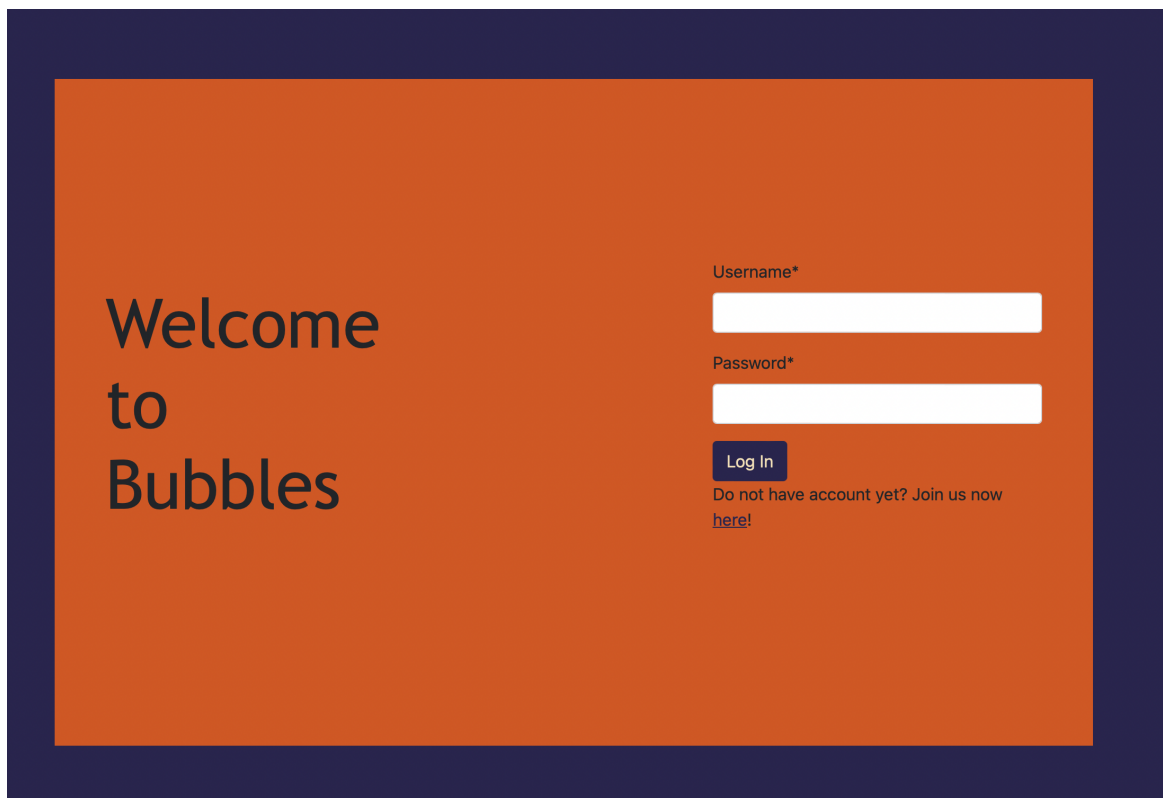 Welcome
to
Bubbles
Username*
Password*
Log In
Do not have account yet? Join us now
here!